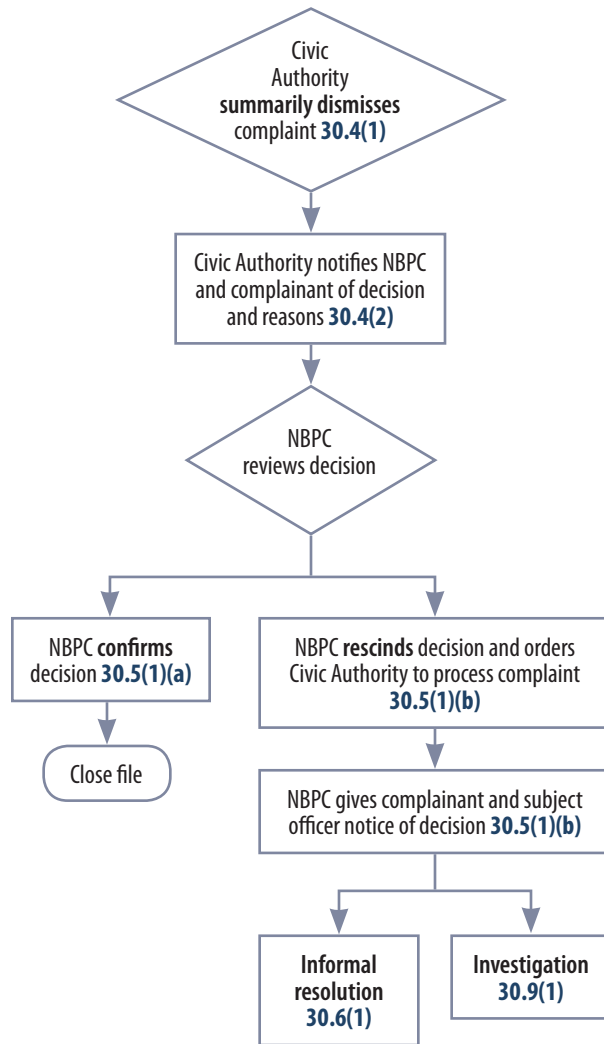 Civic
Authority
summarily dismisses
complaint 30.4(1)
Civic Authority notifies NBPC
and complainant of decision
and reasons 30.4(2)
NBPC
reviews decision
NBPC confirms
decision 30.5(1)(a)
Close file
NBPC rescinds decision and orders
Civic Authority to process complaint
30.5(1)(b)
NBPC gives complainant and subject
officer notice of decision 30.5(1)(b)
Informal
resolution
30.6(1)
Investigation
30.9(1)